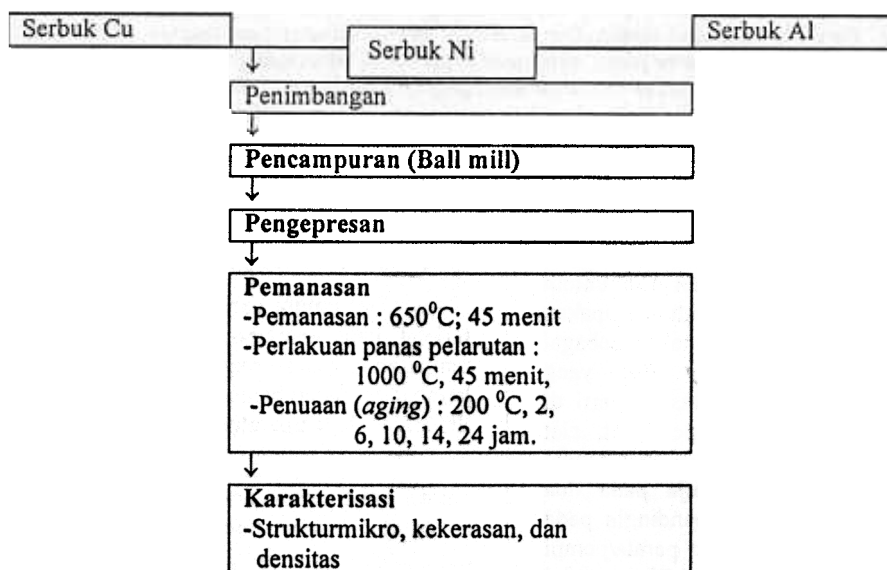 Serbuk Cu
Serbuk Ni
Serbuk Al
Penimbangan
Pencampuran (Ball mill)
Pengepresan
Pemanasan
-Pemanasan : 650⁰C; 45 menit
-Perlakuan panas pelarutan :
1000 ⁰C, 45 menit,
-Penuaan (aging) : 200 ⁰C, 2,
6, 10, 14, 24 jam.
Karakterisasi
-Strukturmikro, kekerasan, dan
densitas